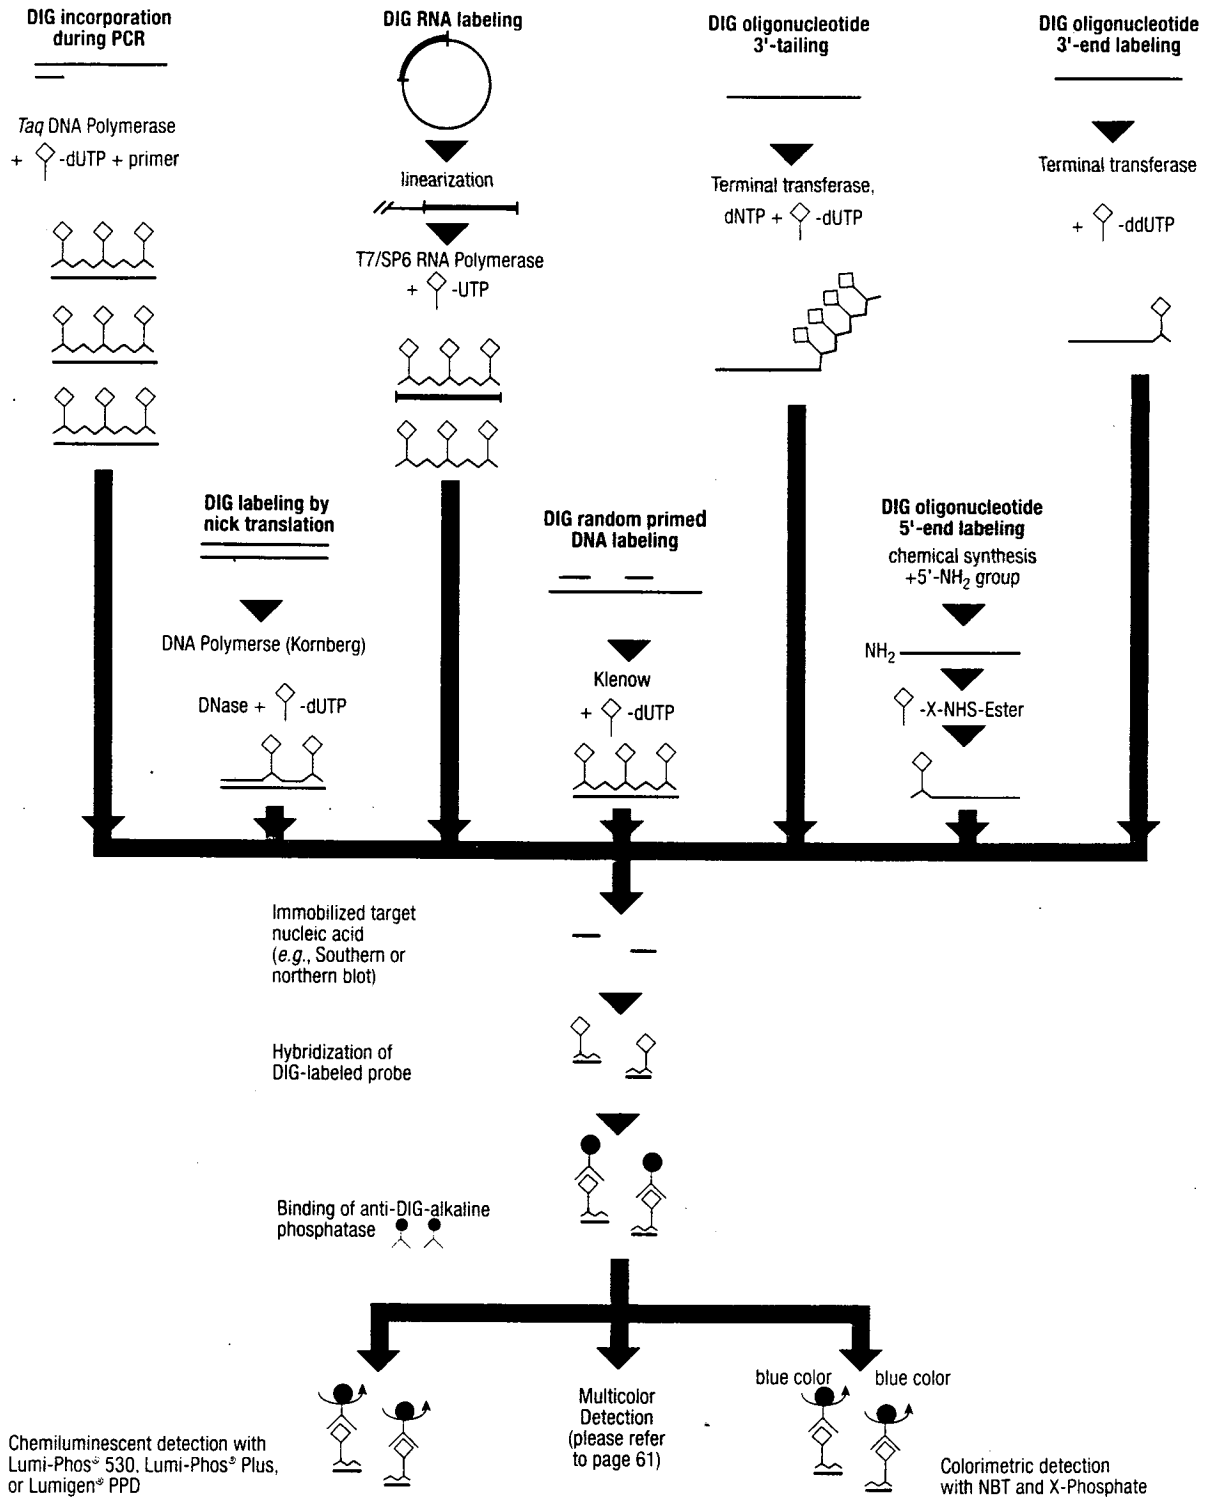 DIG incorporation
during PCR
Taq DNA Polymerase
+ -dUTP + primer
DIG RNA labeling
linearization
T7/SP6 RNA Polymerase
+ -UTP
DIG oligonucleotide
3'-tailing
Terminal transferase,
dNTP + -dUTP
DIG oligonucleotide
3'-end labeling
Terminal transferase
+ -ddUTP
DIG labeling by
nick translation
DNA Polymerse (Kornberg)
DNase + -dUTP
DIG random primed
DNA labeling
Klenow
+ -dUTP
DIG oligonucleotide
5'-end labeling
chemical synthesis
+5'-NH2 group
NH2
-X-NHS-Ester
Immobilized target
nucleic acid
(e.g., Southern or
northern blot)
Hybridization of
DIG-labeled probe
Binding of anti-DIG-alkaline
phosphatase
Chemiluminescent detection with
Lumi-Phos® 530, Lumi-Phos® Plus,
or Lumigen® PPD
Multicolor
Detection
(please refer
to page 61)
blue color blue color
Colorimetric detection
with NBT and X-Phosphate